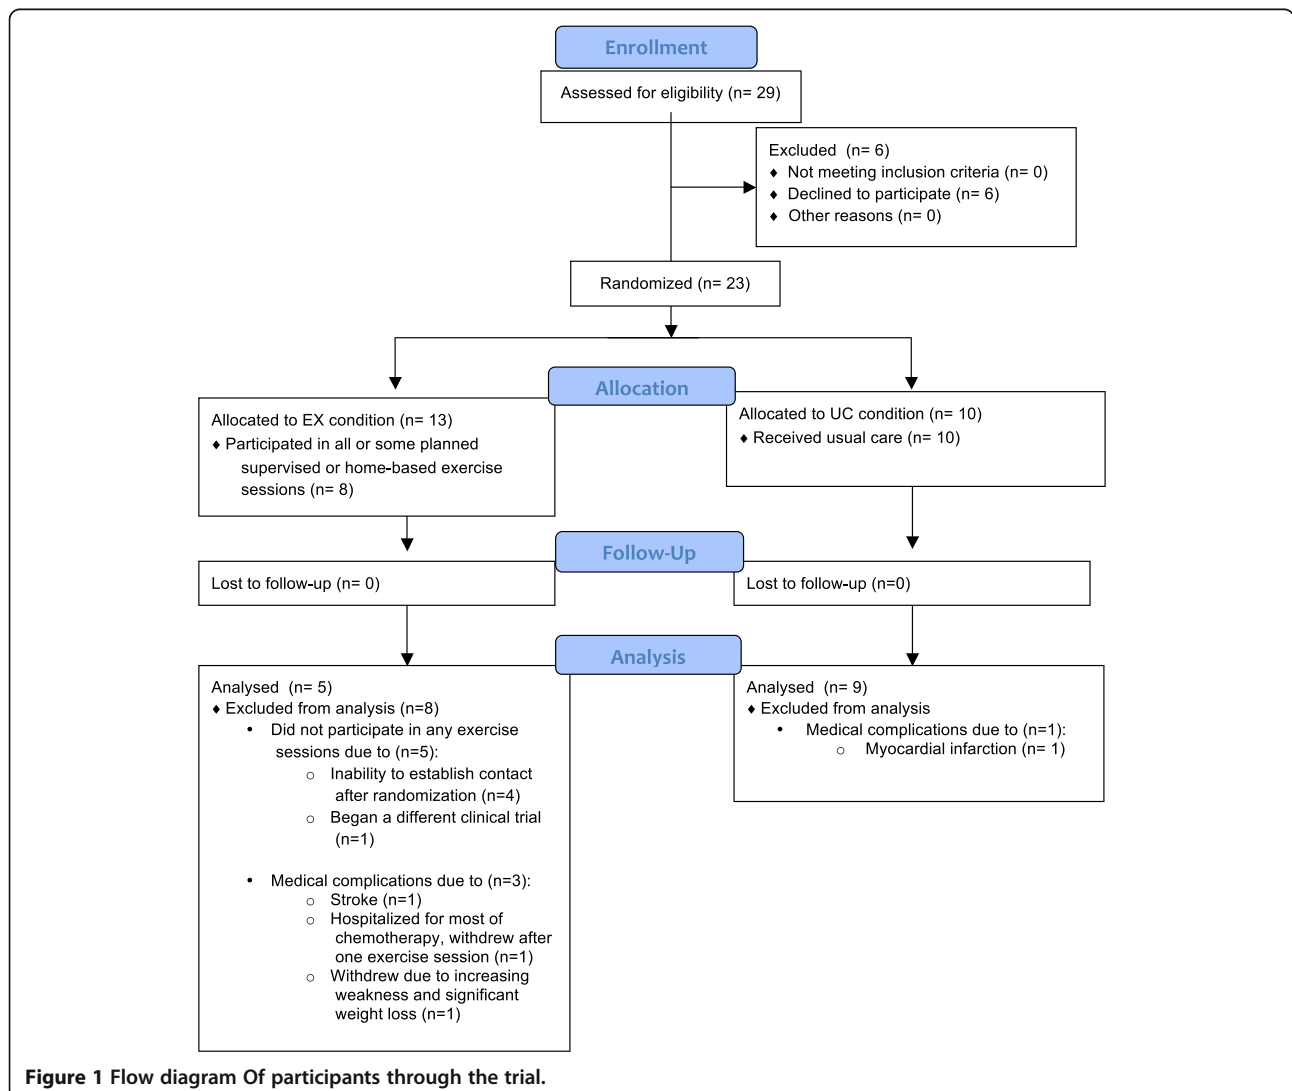 Enrollment
Assessed for eligibility (n= 29)
Excluded (n= 6)
♦ Not meeting inclusion criteria (n= 0)
♦ Declined to participate (n= 6)
♦ Other reasons (n= 0)
Randomized (n= 23)
Allocation
Allocated to EX condition (n= 13)
♦ Participated in all or some planned
supervised or home-based exercise
sessions (n= 8)
Allocated to UC condition (n= 10)
♦ Received usual care (n= 10)
Follow-Up
Lost to follow-up (n= 0)
Lost to follow-up (n=0)
Analysis
Analysed (n= 5)
♦ Excluded from analysis (n=8)
• Did not participate in any exercise
sessions due to (n=5):
○ Inability to establish contact
after randomization (n=4)
○ Began a different clinical trial
(n=1)
• Medical complications due to (n=3):
○ Stroke (n=1)
○ Hospitalized for most of
chemotherapy, withdrew after
one exercise session (n=1)
○ Withdrew due to increasing
weakness and significant
weight loss (n=1)
Analysed (n= 9)
♦ Excluded from analysis
• Medical complications due to (n=1):
○ Myocardial infarction (n= 1)
Figure 1 Flow diagram Of participants through the trial.